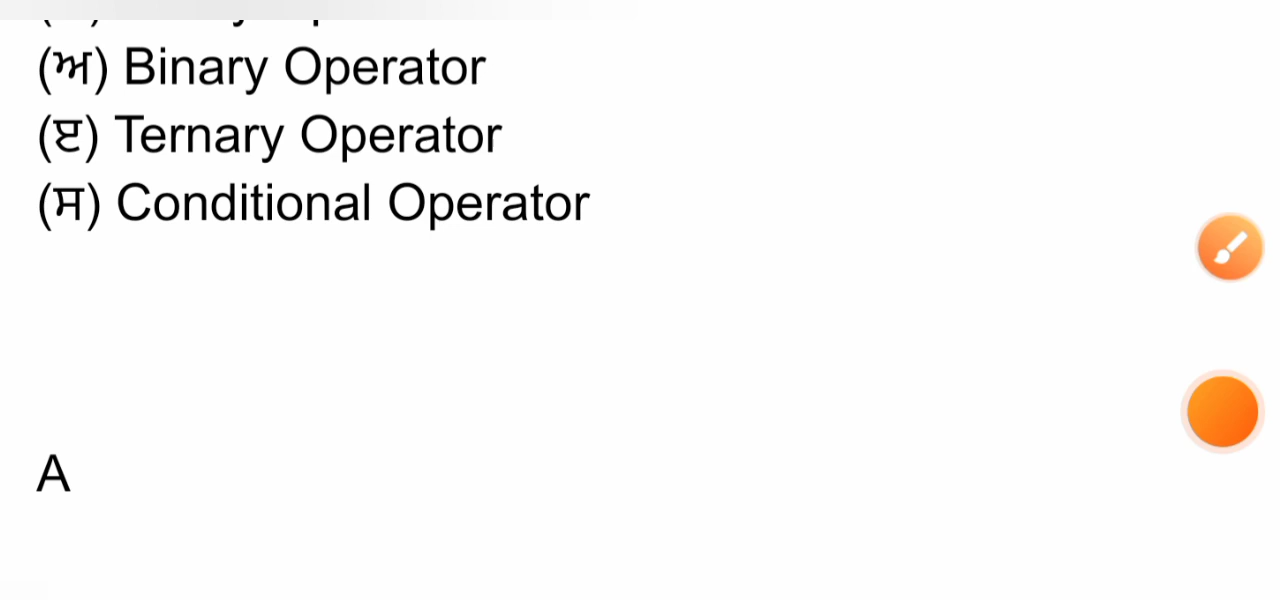 (ਅ) Binary Operator
(ੲ) Ternary Operator
(ਸ) Conditional Operator
A